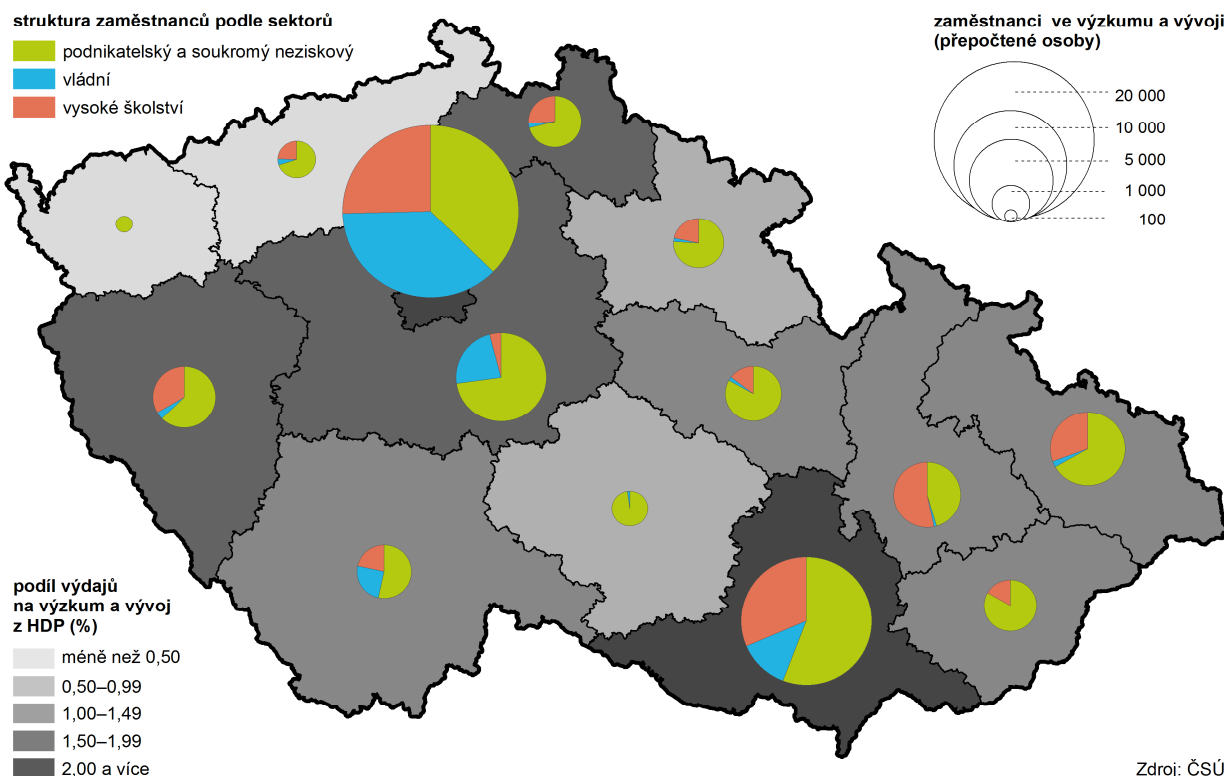 struktura zaměstnanců podle sektorů
podnikatelský a soukromý neziskový
vládní
vysoké školství
zaměstnanci ve výzkumu a vývoji
(přepočtené osoby)
20 000
10 000
5 000
1 000
100
podíl výdajů
na výzkum a vývoj
z HDP (%)
méně než 0,50
0,50–0,99
1,00–1,49
1,50–1,99
2,00 a více
Zdroj: ČSÚ